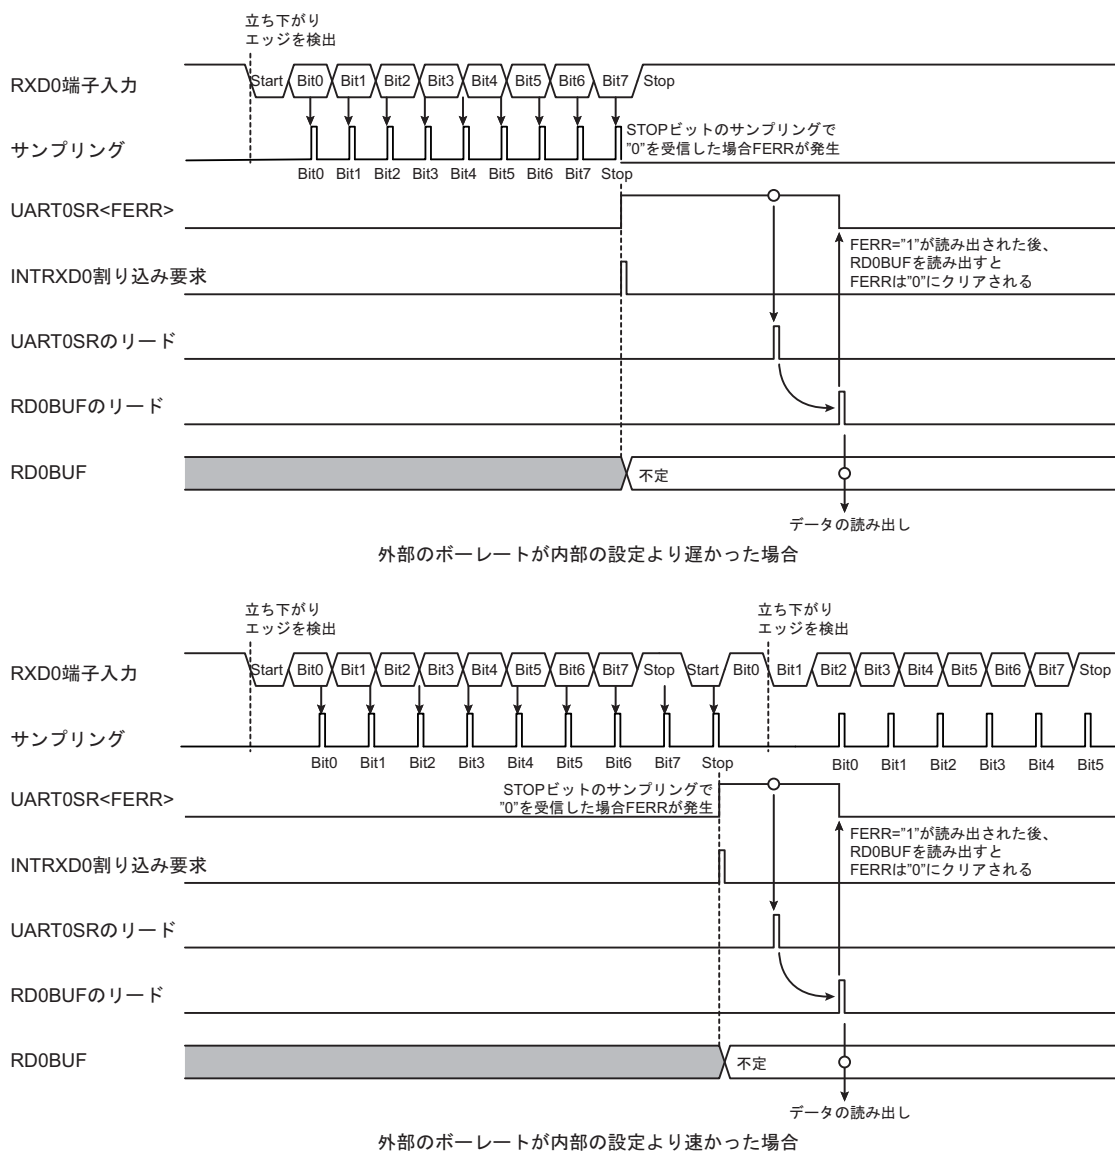 立ち下がり
エッジを検出
RXD0端子入力
Start Bit0 Bit1 Bit2 Bit3 Bit4 Bit5 Bit6 Bit7 Stop
サンプリング
STOPビットのサンプリングで
"0"を受信した場合FERRが発生
Bit0 Bit1 Bit2 Bit3 Bit4 Bit5 Bit6 Bit7 Stop
UART0SR<FERR>
FERR="1"が読み出された後、
RD0BUFを読み出すと
FERRは"0"にクリアされる
INTRXD0割り込み要求
UART0SRのリード
RD0BUFのリード
RD0BUF
不定
データの読み出し
外部のボーレートが内部の設定より遅かった場合
立ち下がり
エッジを検出
立ち下がり
エッジを検出
RXD0端子入力
Start Bit0 Bit1 Bit2 Bit3 Bit4 Bit5 Bit6 Bit7 Stop Start Bit0 Bit1 Bit2 Bit3 Bit4 Bit5 Bit6 Bit7 Stop
サンプリング
Bit0 Bit1 Bit2 Bit3 Bit4 Bit5 Bit6 Bit7 Stop Bit0 Bit1 Bit2 Bit3 Bit4 Bit5
STOPビットのサンプリングで
"0"を受信した場合FERRが発生
UART0SR<FERR>
FERR="1"が読み出された後、
RD0BUFを読み出すと
FERRは"0"にクリアされる
INTRXD0割り込み要求
UART0SRのリード
RD0BUFのリード
RD0BUF
不定
データの読み出し
外部のボーレートが内部の設定より速かった場合